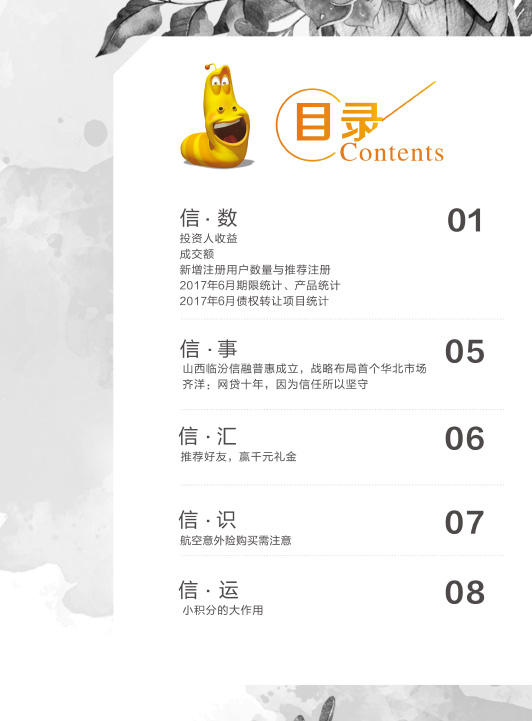 目录
Contents
信·数 01
投资人收益
成交额
新增注册用户数量与推荐注册
2017年6月期限统计、产品统计
2017年6月债权转让项目统计
信·事 05
山西临汾信融普惠成立，战略布局首个华北市场
齐洋：网贷十年，因为信任所以坚守
信·汇 06
推荐好友，赢千元礼金
信·识 07
航空意外险购买需注意
信·运 08
小积分的大作用